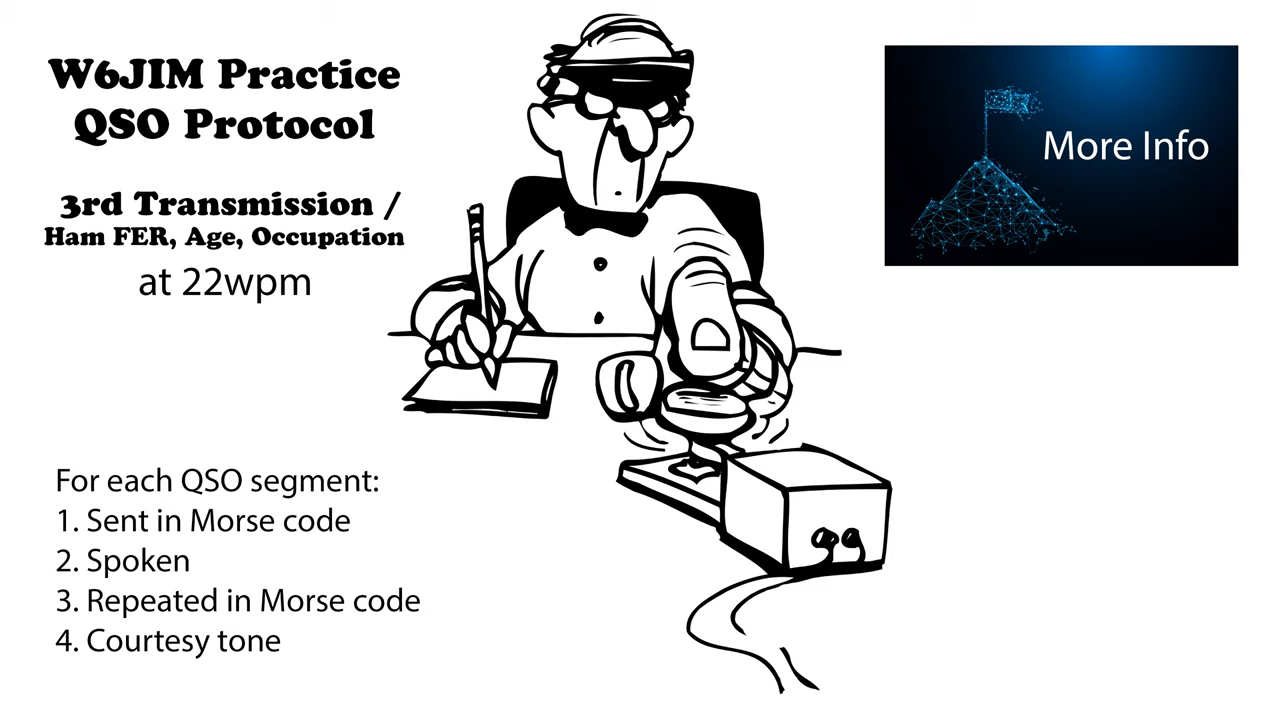 W6JIM Practice
QSO Protocol
3rd Transmission /
Ham FER, Age, Occupation
at 22wpm
More Info
For each QSO segment:
1. Sent in Morse code
2. Spoken
3. Repeated in Morse code
4. Courtesy tone